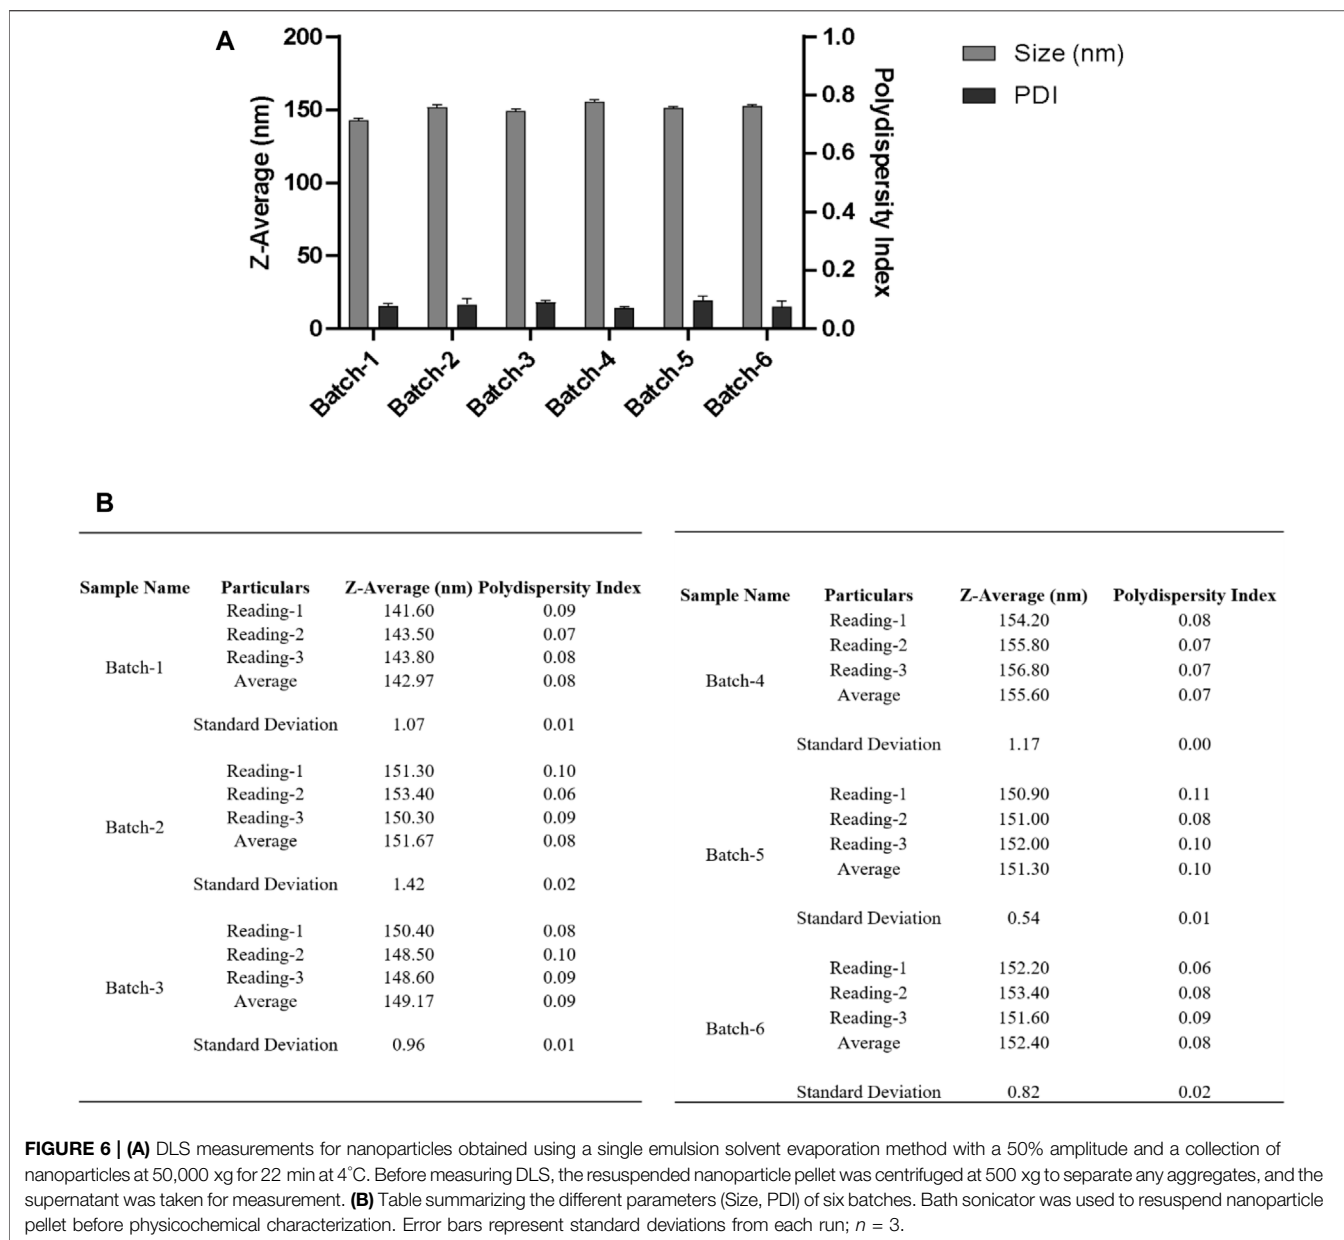 A
200
150
100
50
0
Z-Average (nm)
1.0
0.8
0.6
0.4
0.2
0.0
Polydispersity Index
Size (nm)
PDI
Batch-1
Batch-2
Batch-3
Batch-4
Batch-5
Batch-6
B
Sample Name Particulars Z-Average (nm) Polydispersity Index
Reading-1 141.60 0.09
Reading-2 143.50 0.07
Reading-3 143.80 0.08
Batch-1
Average 142.97 0.08
Standard Deviation 1.07 0.01
Reading-1 151.30 0.10
Reading-2 153.40 0.06
Reading-3 150.30 0.09
Batch-2
Average 151.67 0.08
Standard Deviation 1.42 0.02
Reading-1 150.40 0.08
Reading-2 148.50 0.10
Reading-3 148.60 0.09
Batch-3
Average 149.17 0.09
Standard Deviation 0.96 0.01
Sample Name Particulars Z-Average (nm) Polydispersity Index
Reading-1 154.20 0.08
Reading-2 155.80 0.07
Reading-3 156.80 0.07
Batch-4
Average 155.60 0.07
Standard Deviation 1.17 0.00
Reading-1 150.90 0.11
Reading-2 151.00 0.08
Reading-3 152.00 0.10
Batch-5
Average 151.30 0.10
Standard Deviation 0.54 0.01
Reading-1 152.20 0.06
Reading-2 153.40 0.08
Reading-3 151.60 0.09
Batch-6
Average 152.40 0.08
Standard Deviation 0.82 0.02
FIGURE 6 | (A) DLS measurements for nanoparticles obtained using a single emulsion solvent evaporation method with a 50% amplitude and a collection of
nanoparticles at 50,000 xg for 22 min at 4°C. Before measuring DLS, the resuspended nanoparticle pellet was centrifuged at 500 xg to separate any aggregates, and the
supernatant was taken for measurement. (B) Table summarizing the different parameters (Size, PDI) of six batches. Bath sonicator was used to resuspend nanoparticle
pellet before physicochemical characterization. Error bars represent standard deviations from each run; n = 3.